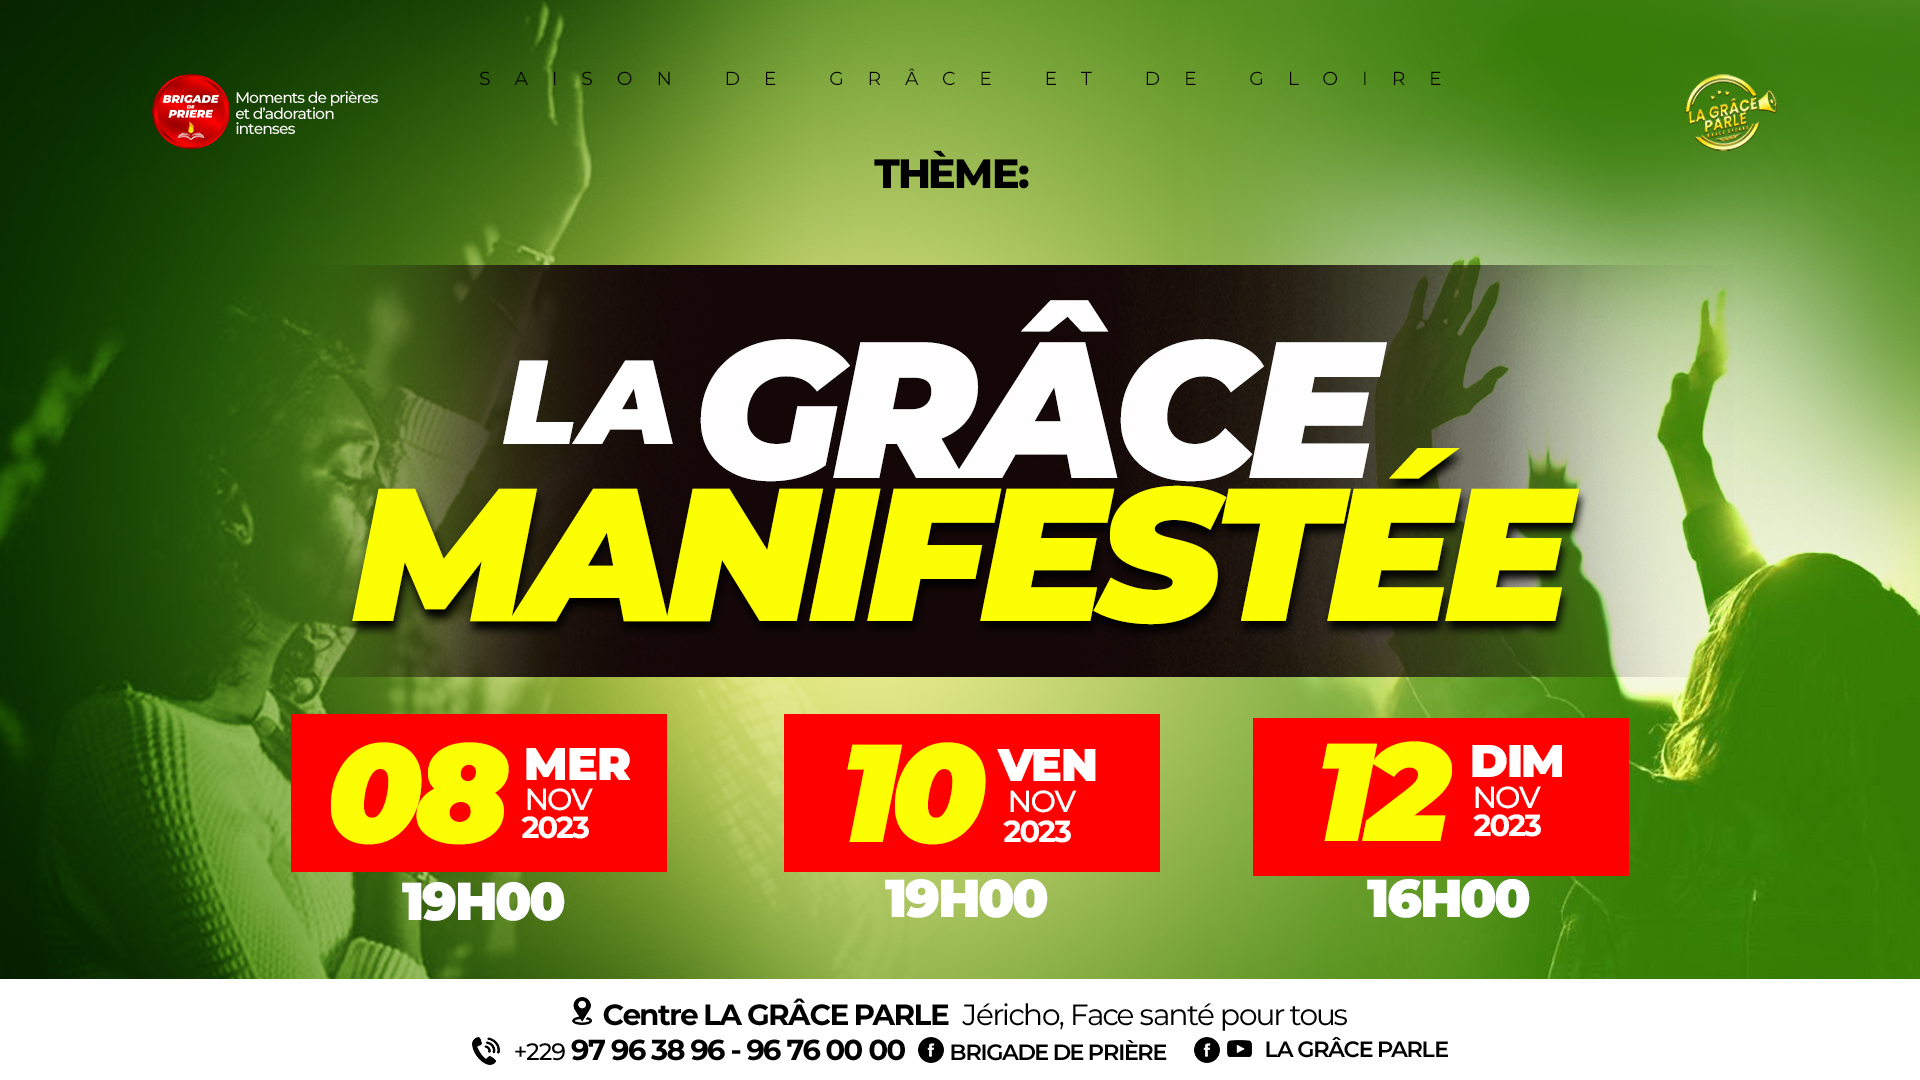 SAISON DE GRÂCE ET DE GLOIRE
BRIGADE
DE
PRIÈRE
Moments de prières
et d'adoration
intenses
LA GRÂCE
PARLE
THÈME:
LA GRÂCE
MANIFESTÉE
08 MER
NOV
2023
19H00
10 VEN
NOV
2023
19H00
12 DIM
NOV
2023
16H00
Centre LA GRÂCE PARLE Jéricho, Face santé pour tous
+229 97 96 38 96 - 96 76 00 00 BRIGADE DE PRIÈRE LA GRÂCE PARLE